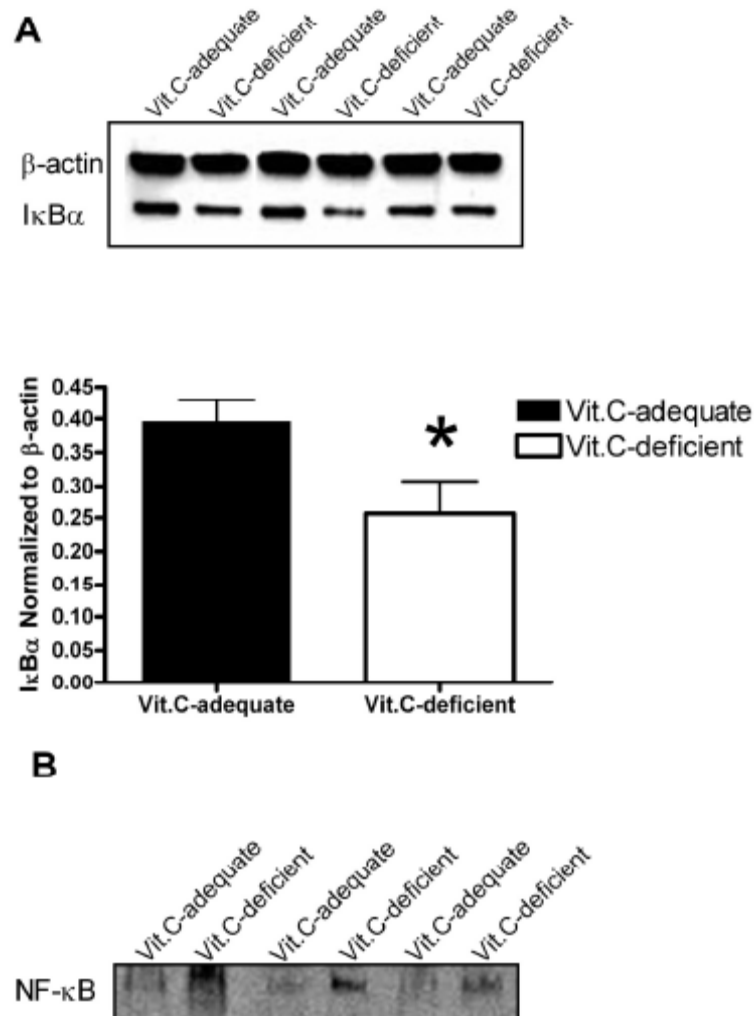 A
Vit.C-adequate
Vit.C-deficient
Vit.C-adequate
Vit.C-deficient
Vit.C-adequate
Vit.C-deficient
β-actin
IκBα
IκBα Normalized to β-actin
0.45
0.40
0.35
0.30
0.25
0.20
0.15
0.10
0.05
0.00
*
Vit.C-adequate
Vit.C-deficient
Vit.C-adequate
Vit.C-deficient
B
Vit.C-adequate
Vit.C-deficient
Vit.C-adequate
Vit.C-deficient
Vit.C-adequate
Vit.C-deficient
NF-κB